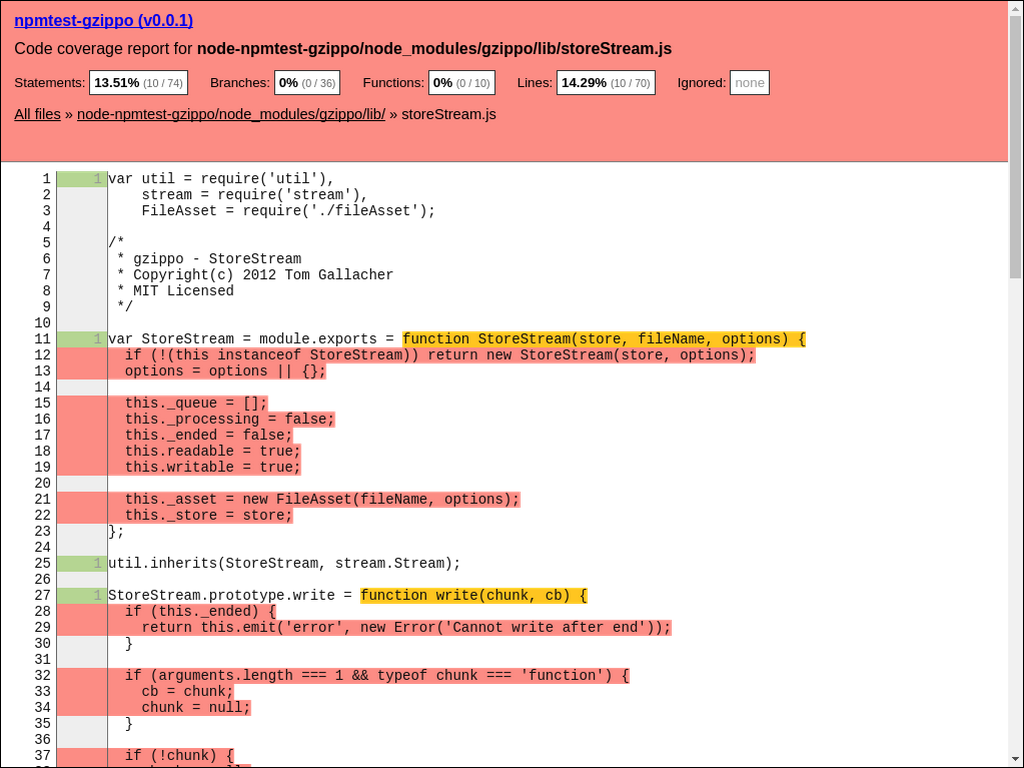 npmtest-gzippo (v0.0.1)
Code coverage report for node-npmtest-gzippo/node_modules/gzippo/lib/storeStream.js
Statements: 13.51% (10 / 74) Branches: 0% (0 / 36) Functions: 0% (0 / 10) Lines: 14.29% (10 / 70) Ignored: none
All files » node-npmtest-gzippo/node_modules/gzippo/lib/ » storeStream.js
1 1 var util = require('util'),
2 stream = require('stream'),
3 FileAsset = require('./fileAsset');
4
5 /*
6 * gzippo - StoreStream
7 * Copyright(c) 2012 Tom Gallacher
8 * MIT Licensed
9 */
10
11 1 var StoreStream = module.exports = function StoreStream(store, fileName, options) {
12 if (!(this instanceof StoreStream)) return new StoreStream(store, options);
13 options = options || {};
14
15 this._queue = [];
16 this._processing = false;
17 this._ended = false;
18 this.readable = true;
19 this.writable = true;
20
21 this._asset = new FileAsset(fileName, options);
22 this._store = store;
23 };
24
25 1 util.inherits(StoreStream, stream.Stream);
26
27 1 StoreStream.prototype.write = function write(chunk, cb) {
28 if (this._ended) {
29 return this.emit('error', new Error('Cannot write after end'));
30 }
31
32 if (arguments.length === 1 && typeof chunk === 'function') {
33 cb = chunk;
34 chunk = null;
35 }
36
37 if (!chunk) {